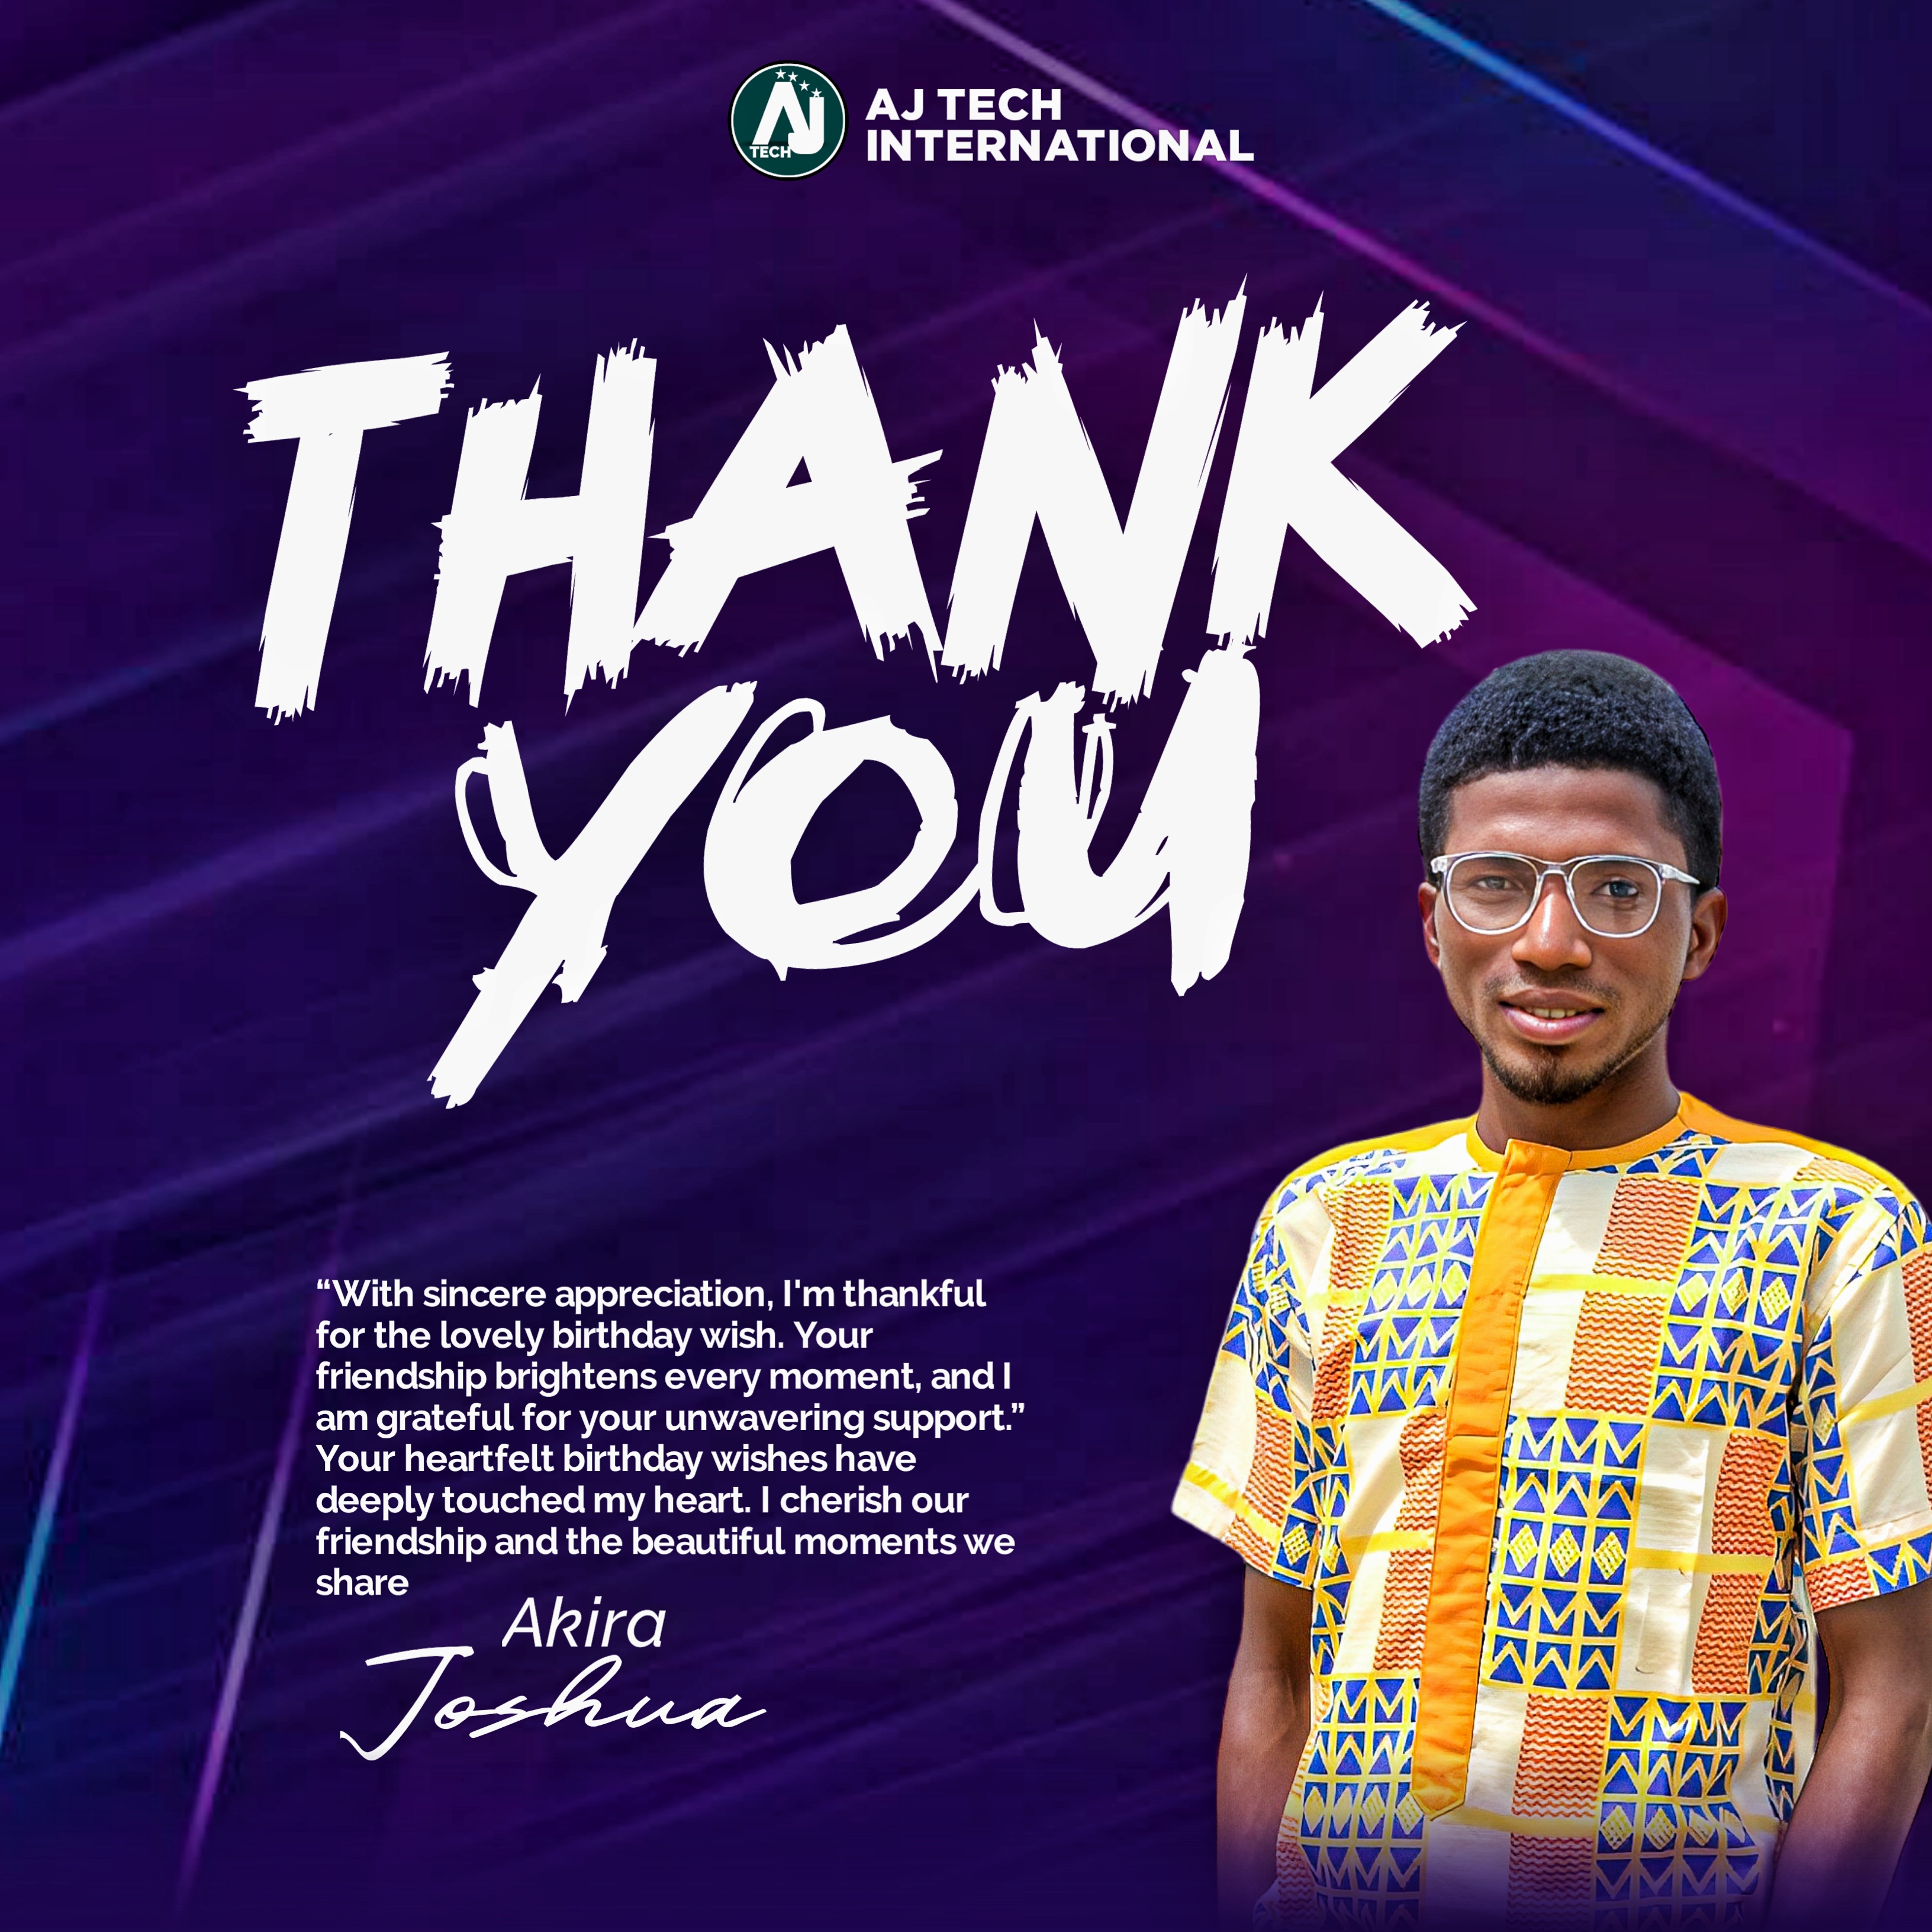 AJ TECH
TECH
INTERNATIONAL
THANK
YOU
“With sincere appreciation, I'm thankful
for the lovely birthday wish. Your
friendship brightens every moment, and I
am grateful for your unwavering support.”
Your heartfelt birthday wishes have
deeply touched my heart. I cherish our
friendship and the beautiful moments we
share
Akira
Joshua